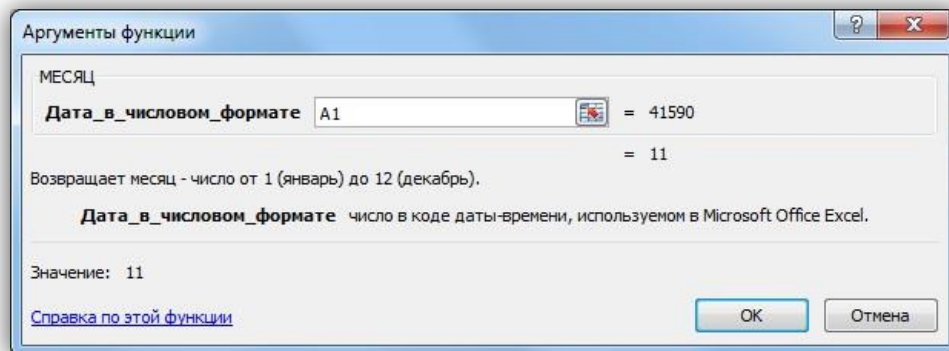 Аргументы функции
МЕСЯЦ
Дата_в_числовом_формате A1 = 41590
= 11
Возвращает месяц - число от 1 (январь) до 12 (декабрь).
Дата_в_числовом_формате число в коде даты-времени, используемом в Microsoft Office Excel.
Значение: 11
Справка по этой функции
ОК
Отмена